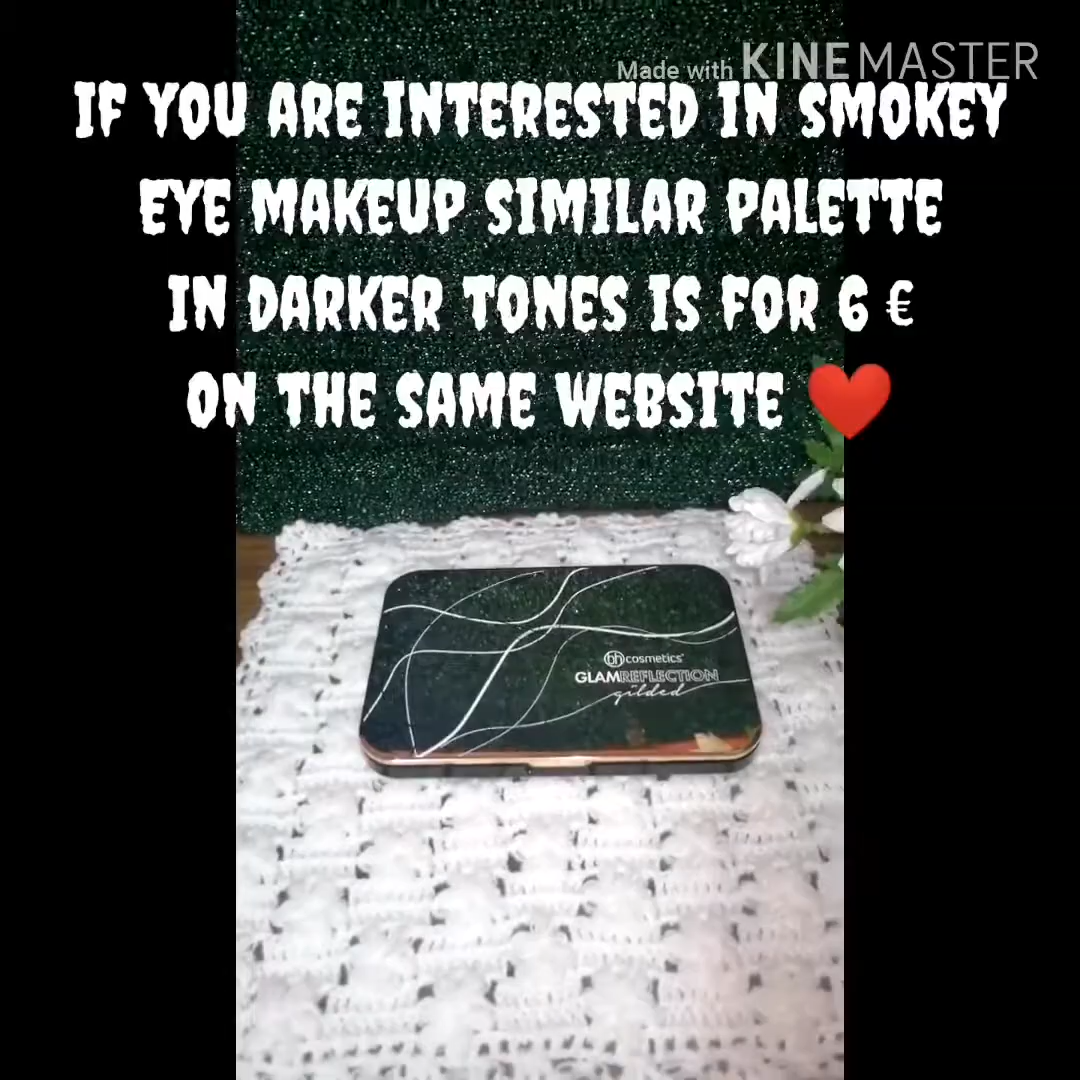 Made with KINEMASTER
IF YOU ARE INTERESTED IN SMOKEY
EYE MAKEUP SIMILAR PALETTE
IN DARKER TONES IS FOR 6 €
ON THE SAME WEBSITE ❤️
bh cosmetics®
GLAMREFLECTION
gilded